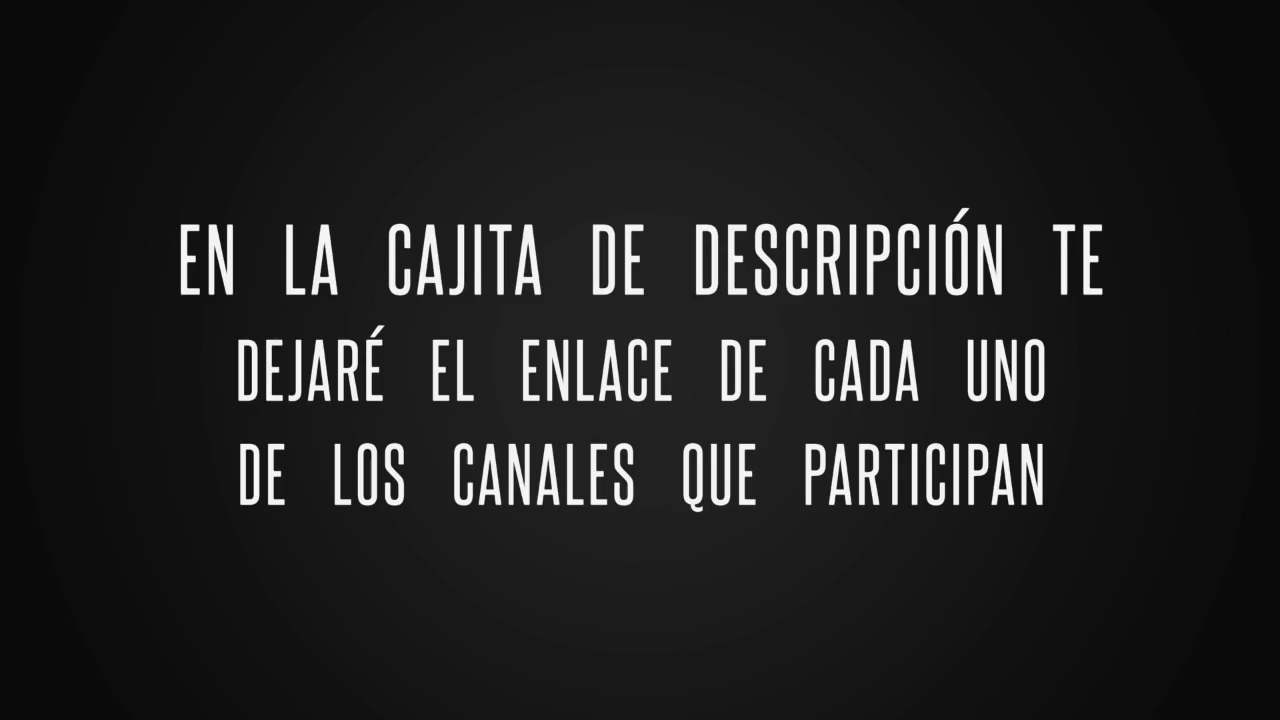 EN LA CAJITA DE DESCRIPCIÓN TE
DEJARÉ EL ENLACE DE CADA UNO
DE LOS CANALES QUE PARTICIPAN